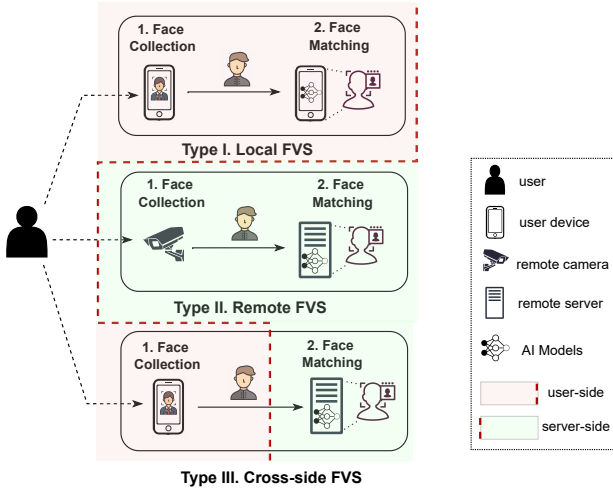 1. Face
Collection
2. Face
Matching
Type I. Local FVS
1. Face
Collection
2. Face
Matching
Type II. Remote FVS
1. Face
Collection
2. Face
Matching
Type III. Cross-side FVS
user
user device
remote camera
remote server
AI Models
user-side
server-side